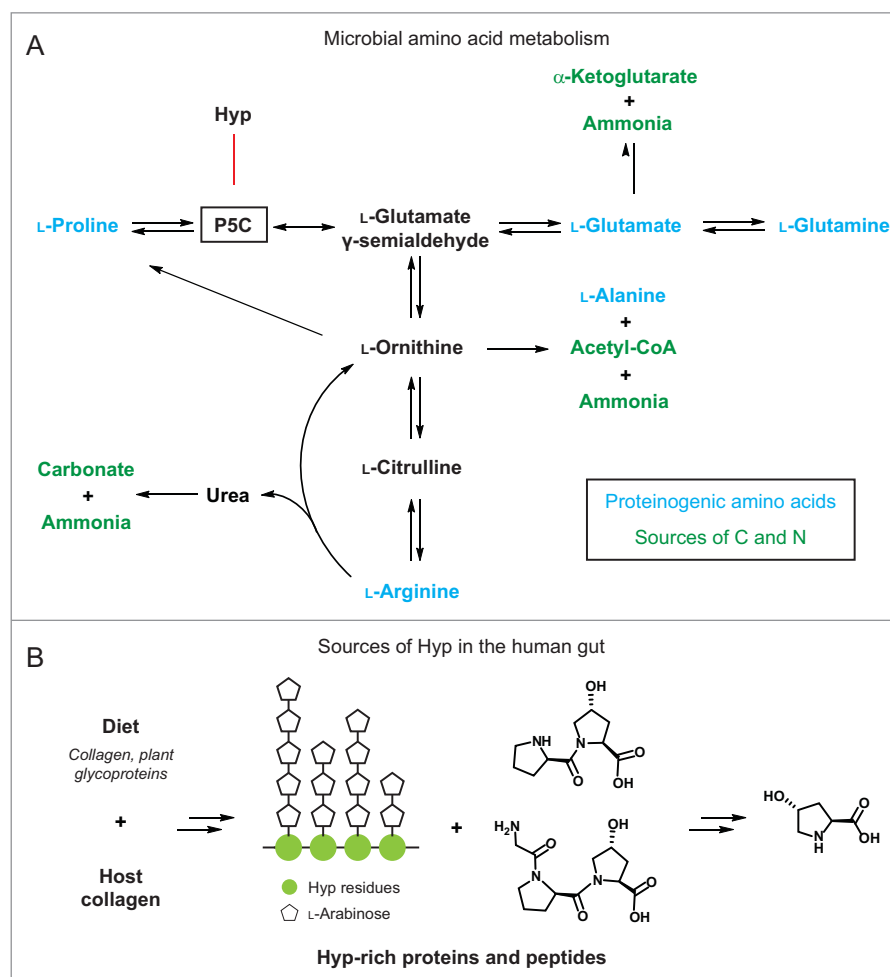 A
Microbial amino acid metabolism
α-Ketoglutarate
+
Ammonia
Hyp
L-Proline
P5C
L-Glutamate
γ-semialdehyde
L-Glutamate
L-Glutamine
L-Alanine
+
Acetyl-CoA
+
Ammonia
L-Ornithine
L-Citrulline
Carbonate
+
Ammonia
Urea
L-Arginine
Proteinogenic amino acids
Sources of C and N
B
Sources of Hyp in the human gut
Diet
Collagen, plant
glycoproteins
+
Host
collagen
Hyp residues
L-Arabinose
+
OH
NH
N
O
O
OH
H₂N
O
N
O
N
OH
O
OH
HO
N
H
O
OH
Hyp-rich proteins and peptides